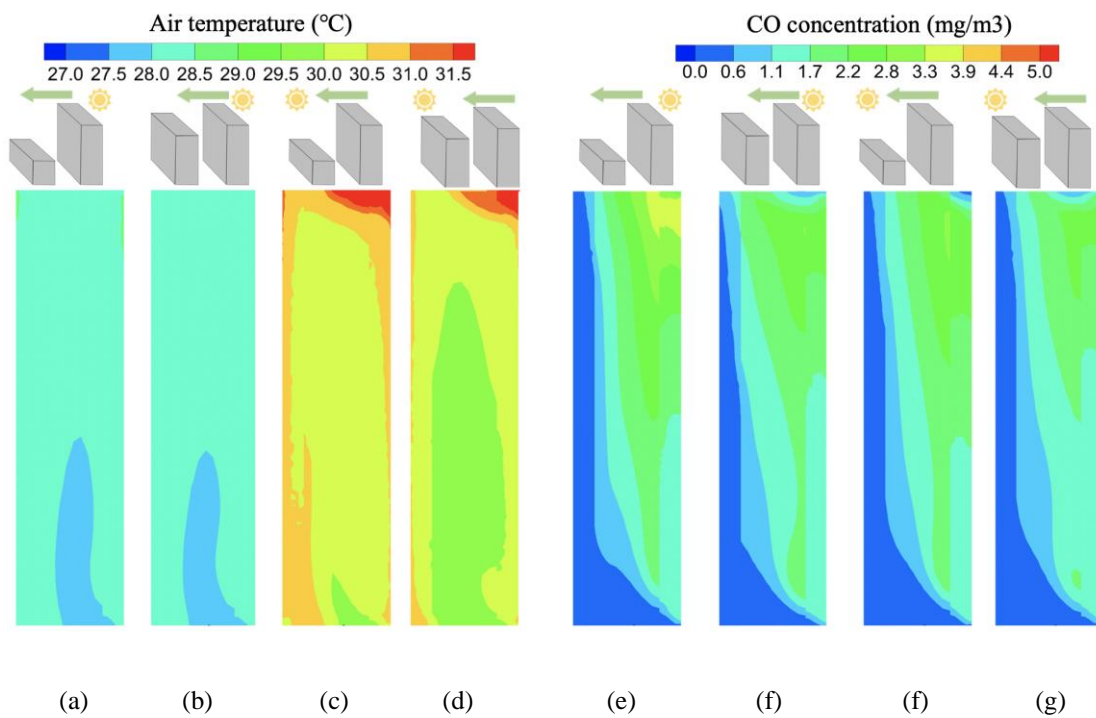 Air temperature (℃)
CO concentration (mg/m3)
27.0 27.5 28.0 28.5 29.0 29.5 30.0 30.5 31.0 31.5
0.0 0.6 1.1 1.7 2.2 2.8 3.3 3.9 4.4 5.0
(a) (b) (c) (d) (e) (f) (f) (g)